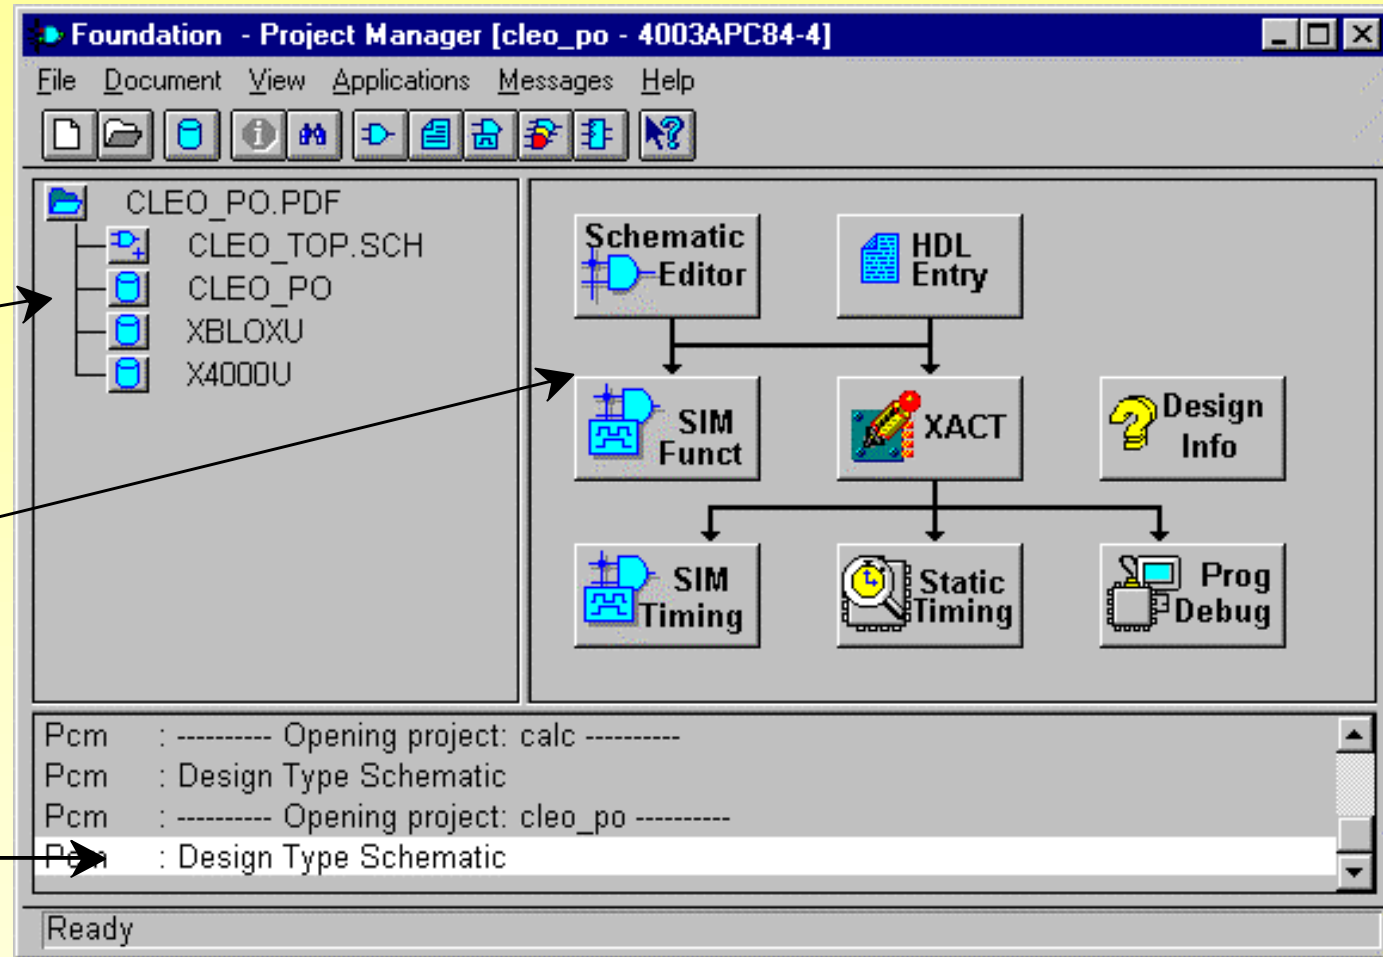 Foundation - Project Manager [cleo_po - 4003APC84-4]
File Document View Applications Messages Help
CLEO_PO.PDF
CLEO_TOP.SCH
CLEO_PO
XBLOXU
X4000U
Schematic
Editor
HDL
Entry
SIM
Funct
XACT
Design
Info
SIM
Timing
Static
Timing
Prog
Debug
Pcm : ---------- Opening project: calc ----------
Pcm : Design Type Schematic
Pcm : ---------- Opening project: cleo_po ----------
Pcm : Design Type Schematic
Ready